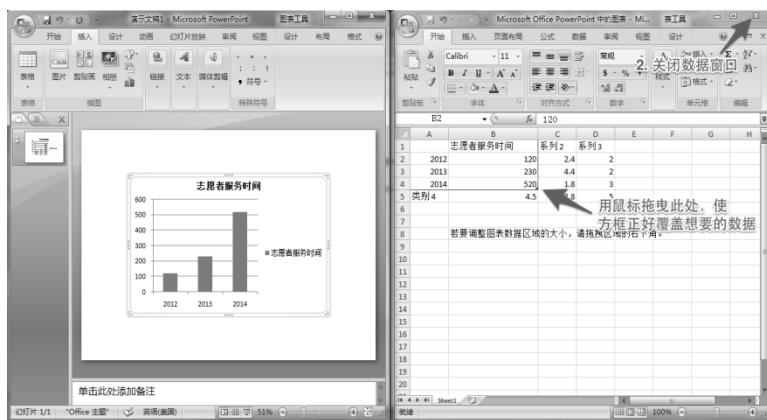 演示文稿1 - Microsoft PowerPoint
图表工具
开始 插入 设计 动画 幻灯片放映 审阅 视图 设计 布局 格式
表格 图片 剪贴画 相册 链接 文本 媒体剪辑 符号
表格 插图 特殊符号
志愿者服务时间
600
500
400
300
200
100
0
2012 2013 2014
志愿者服务时间
单击此处添加备注
幻灯片 1/1 "Office 主题" 英语(美国) 51%
Microsoft Office PowerPoint 中的图表 - Mi...
表工具
开始 插入 页面布局 公式 数据 审阅 视图 设计
2. 关闭数据窗口
粘贴 Calibri 11 常规 样式 插入 格式
剪贴板 字体 对齐方式 数字 单元格 编辑
B2 fx 120
A B C D E F G H
1 志愿者服务时间 系列2 系列3
2 2012 120 2.4 2
3 2013 230 4.4 2
4 2014 520 1.8 3
5 类别4 4.5 2.8 5
6
7
8 若要调整图表数据区域的大小，请拖拽区域的右下角。
9
10
11
12
13
14
15
16
17
18
19
20
用鼠标拖曳此处，使
方框正好覆盖想要的数据
Sheet1
就绪 100%